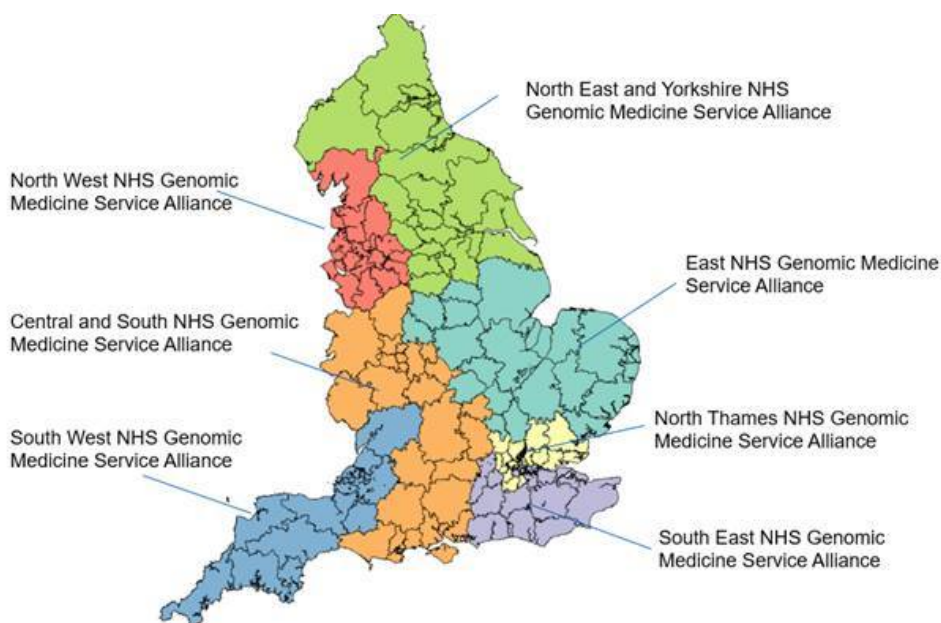 North East and Yorkshire NHS
Genomic Medicine Service Alliance
North West NHS Genomic
Medicine Service Alliance
East NHS Genomic Medicine
Service Alliance
Central and South NHS Genomic
Medicine Service Alliance
North Thames NHS Genomic
Medicine Service Alliance
South West NHS Genomic
Medicine Service Alliance
South East NHS Genomic
Medicine Service Alliance